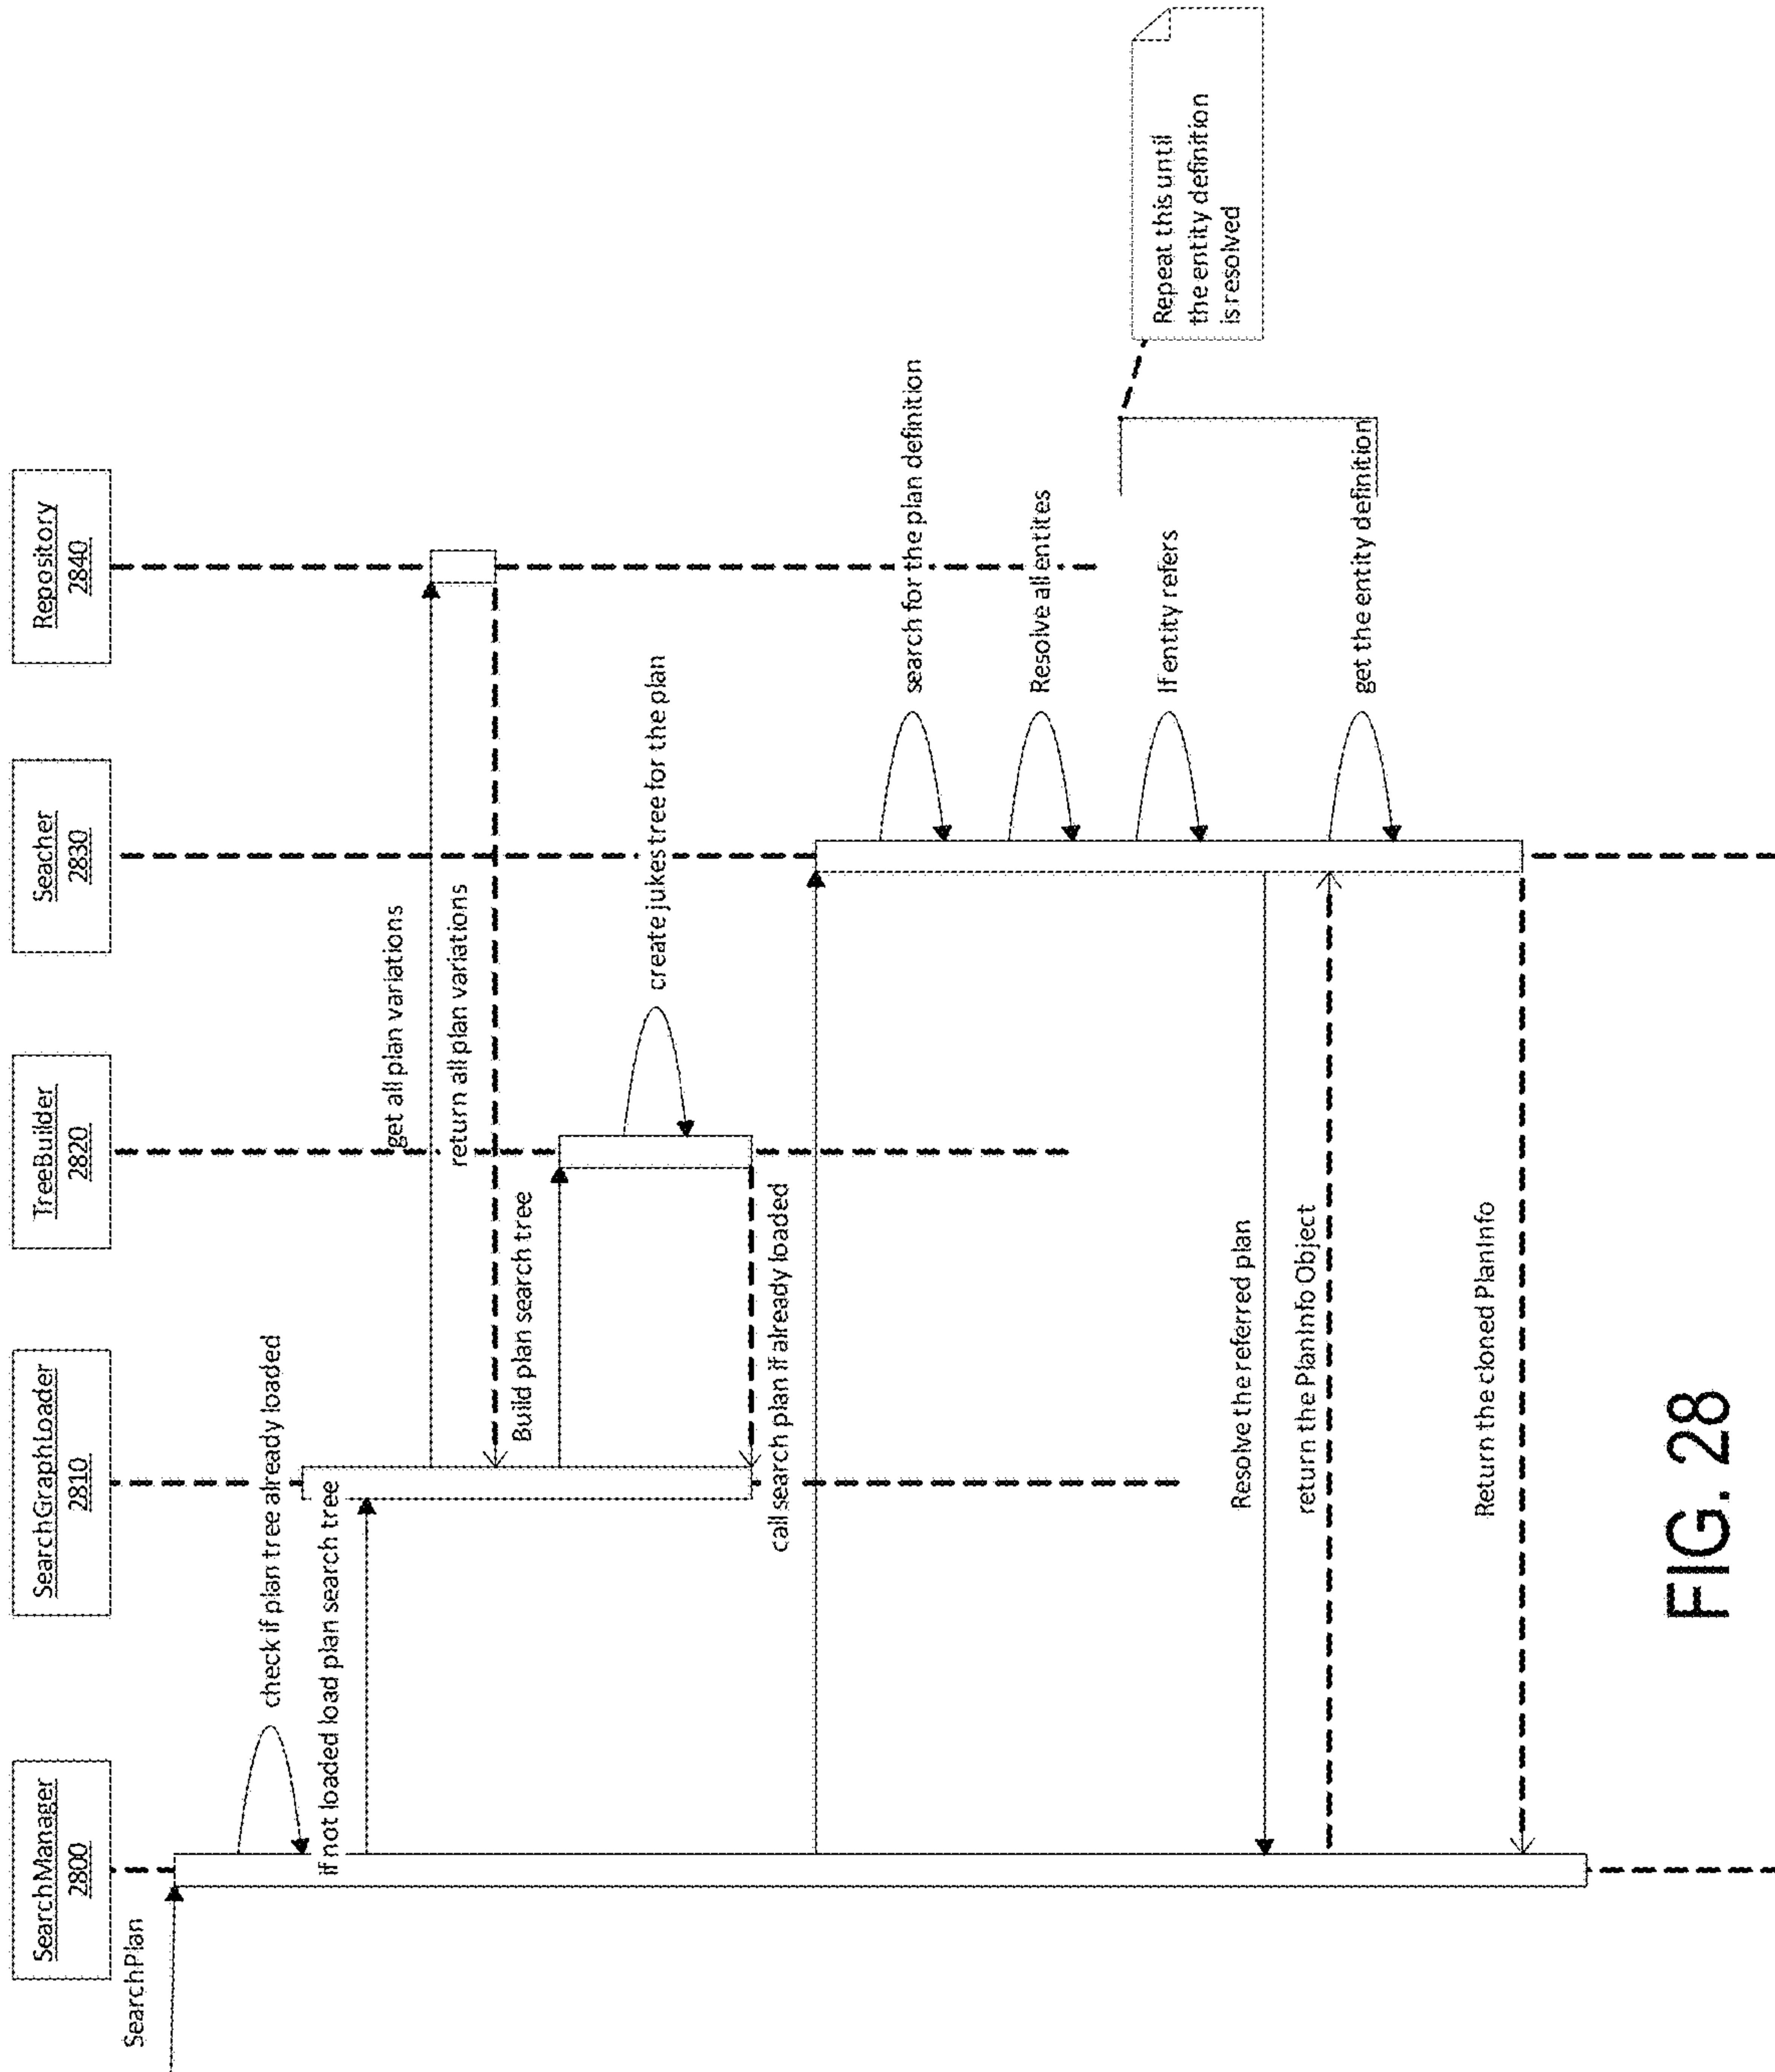 SearchManager
2800
SearchGraphLoader
2810
TreeBuilder
2820
Seacher
2830
Repository
2840
SearchPlan
check if plan tree already loaded
if not loaded load plan search tree
get all plan variations
return all plan variations
Build plan search tree
create jukes tree for the plan
call search plan if already loaded
search for the plan definition
Resolve all entites
If entity refers
get the entity definition
Repeat this until
the entity definition
is resolved
Resolve the referred plan
return the PlanInfo Object
Return the cloned PlanInfo
FIG. 28